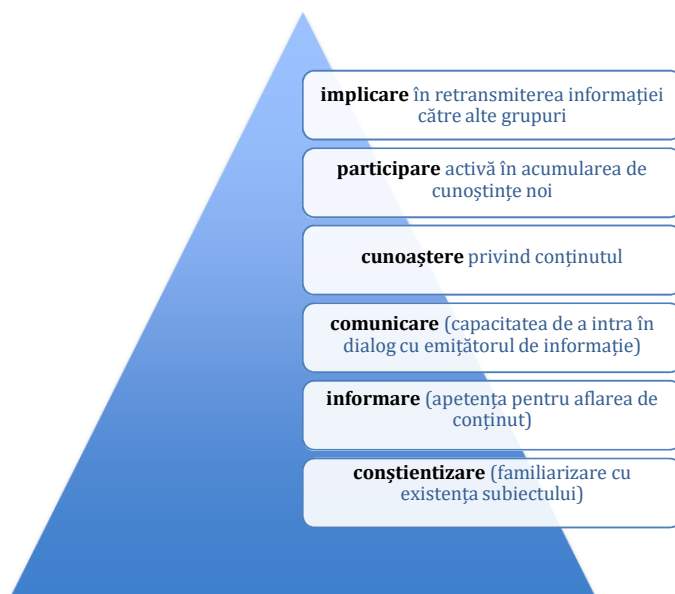 implicare în retransmiterea informației
către alte grupuri
participare activă în acumularea de
cunoștințe noi
cunoaștere privind conținutul
comunicare (capacitatea de a intra în
dialog cu emițătorul de informație)
informare (apetența pentru aflarea de
conținut)
conștientizare (familiarizare cu
existența subiectului)